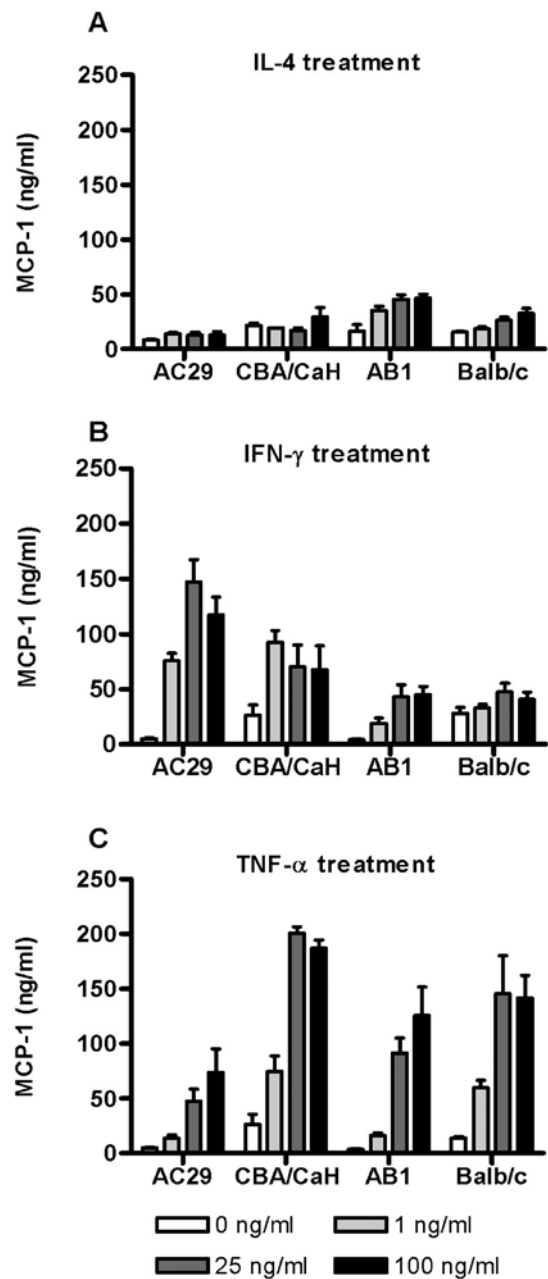 A
IL-4 treatment
MCP-1 (ng/ml)
250
200
150
100
50
0
AC29 CBA/CaH AB1 Balb/c
B
IFN-γ treatment
MCP-1 (ng/ml)
250
200
150
100
50
0
AC29 CBA/CaH AB1 Balb/c
C
TNF-α treatment
MCP-1 (ng/ml)
250
200
150
100
50
0
AC29 CBA/CaH AB1 Balb/c
0 ng/ml 1 ng/ml
25 ng/ml 100 ng/ml